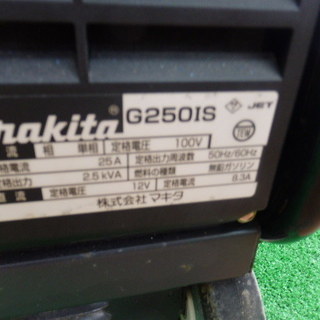 makita G250IS JET
流 相 単相 定格電圧 100V
定格電流 25A 定格出力周波数 50Hz/60Hz
定格出力 2.5kVA 燃料の種類 無鉛ガソリン
直流 定格電圧 12V 定格電流 8.3A
株式会社 マキタ